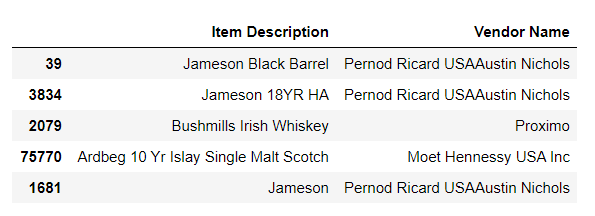 Item Description Vendor Name
39 Jameson Black Barrel Pernod Ricard USAAustin Nichols
3834 Jameson 18YR HA Pernod Ricard USAAustin Nichols
2079 Bushmills Irish Whiskey Proximo
75770 Ardbeg 10 Yr Islay Single Malt Scotch Moet Hennessy USA Inc
1681 Jameson Pernod Ricard USAAustin Nichols